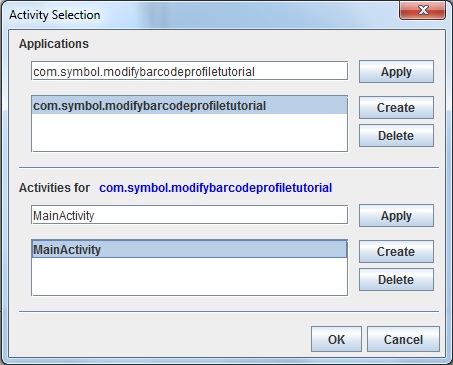 Activity Selection
Applications
com.symbol.modifybarcodeprofiletutorial
Apply
com.symbol.modifybarcodeprofiletutorial
Create
Delete
Activities for com.symbol.modifybarcodeprofiletutorial
MainActivity
Apply
MainActivity
Create
Delete
OK Cancel